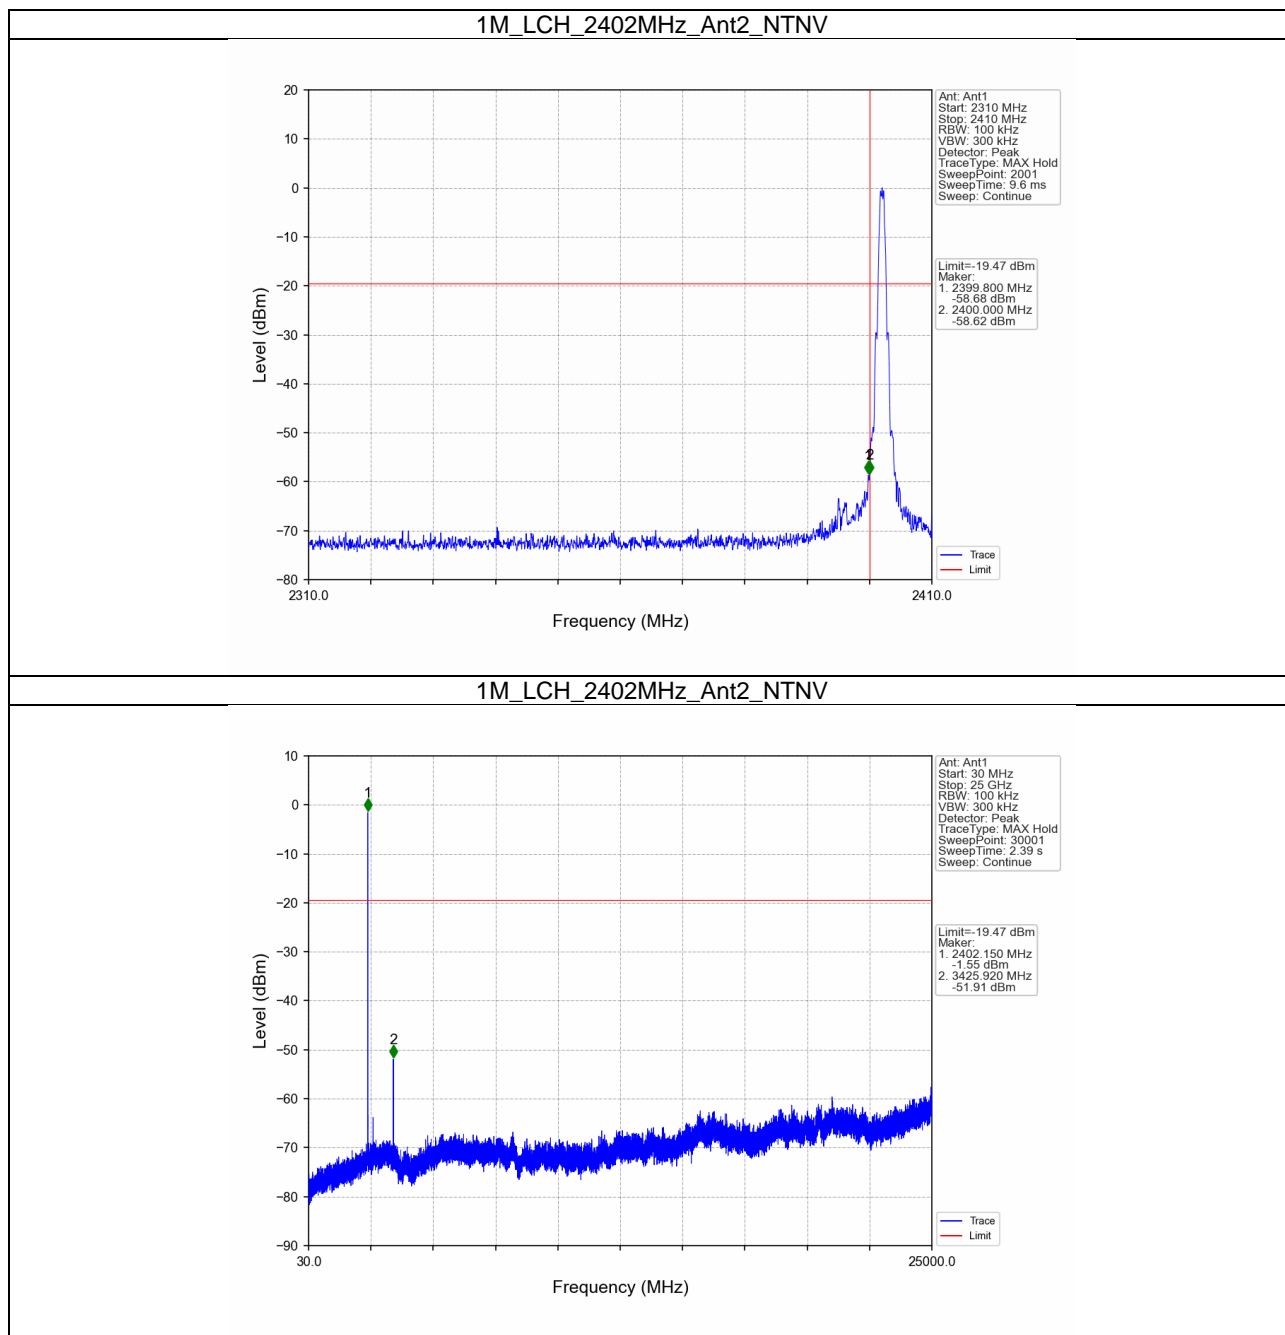 1M_LCH_2402MHz_Ant2_NTNV
20
10
0
−10
−20
−30
−40
−50
−60
−70
−80
Level (dBm)
2310.0
2410.0
Frequency (MHz)
1
2
Ant: Ant1
Start: 2310 MHz
Stop: 2410 MHz
RBW: 100 kHz
VBW: 300 kHz
Detector: Peak
TraceType: MAX Hold
SweepPoint: 2001
SweepTime: 9.6 ms
Sweep: Continue
Limit=-19.47 dBm
Maker:
1. 2399.800 MHz
-58.68 dBm
2. 2400.000 MHz
-58.62 dBm
Trace
Limit
1M_LCH_2402MHz_Ant2_NTNV
10
0
−10
−20
−30
−40
−50
−60
−70
−80
−90
Level (dBm)
30.0
25000.0
Frequency (MHz)
1
2
Ant: Ant1
Start: 30 MHz
Stop: 25 GHz
RBW: 100 kHz
VBW: 300 kHz
Detector: Peak
TraceType: MAX Hold
SweepPoint: 30001
SweepTime: 2.39 s
Sweep: Continue
Limit=-19.47 dBm
Maker:
1. 2402.150 MHz
-1.55 dBm
2. 3425.920 MHz
-51.91 dBm
Trace
Limit